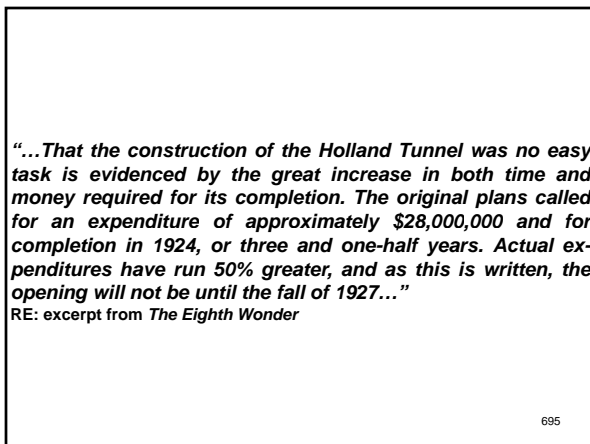 “…That the construction of the Holland Tunnel was no easy
task is evidenced by the great increase in both time and
money required for its completion. The original plans called
for an expenditure of approximately $28,000,000 and for
completion in 1924, or three and one-half years. Actual ex-
penditures have run 50% greater, and as this is written, the
opening will not be until the fall of 1927…”
RE: excerpt from The Eighth Wonder
695